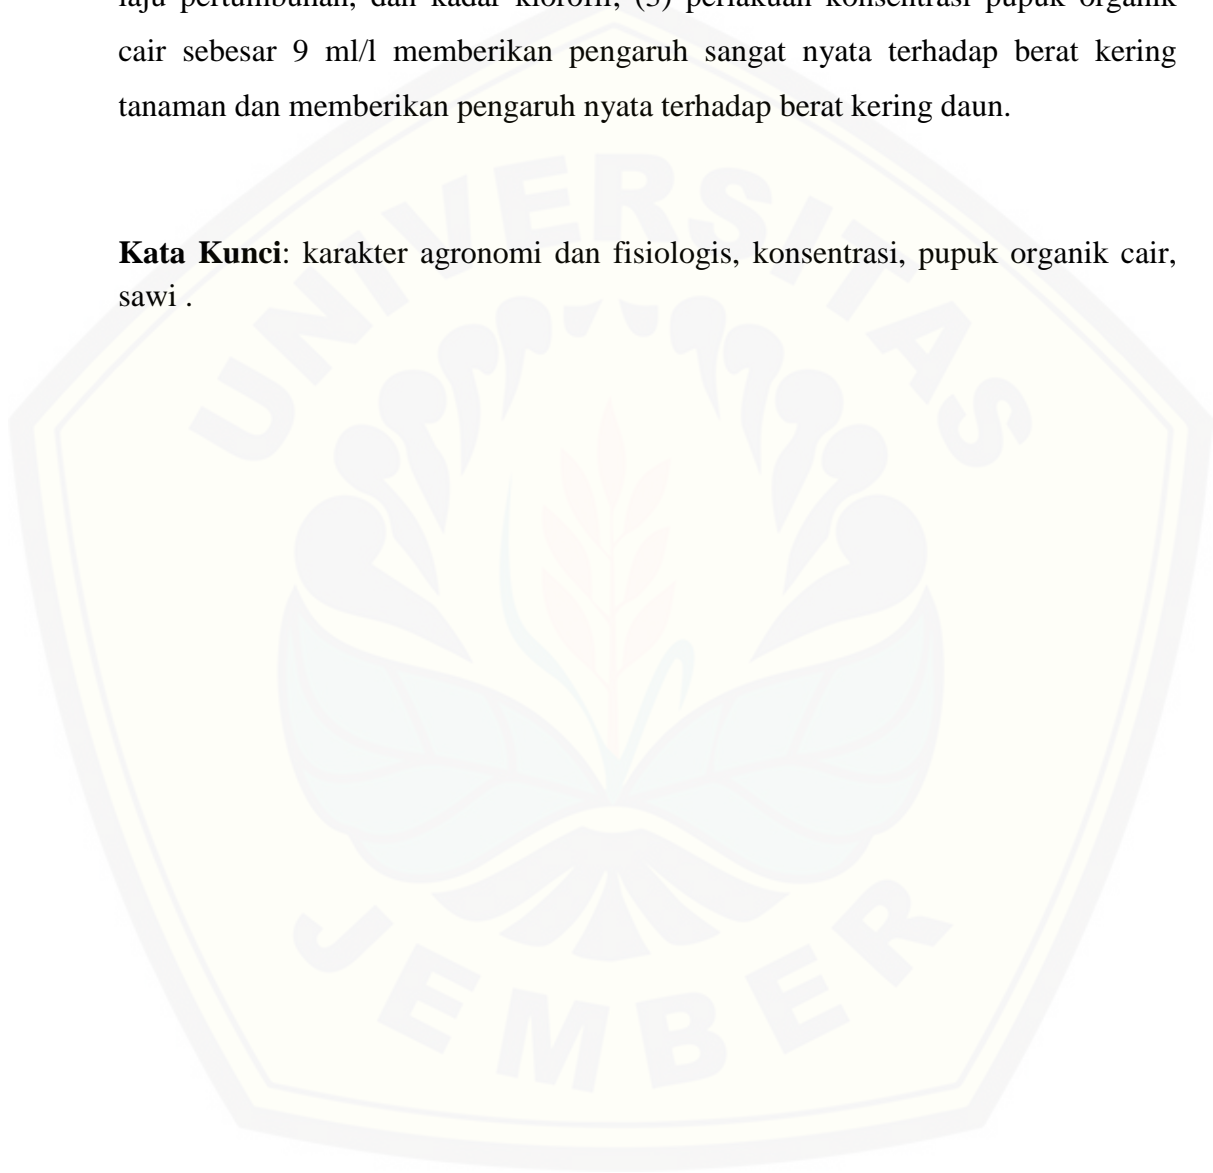 laju pertumbuhan, dan kadar klorofil; (3) perlakuan konsentrasi pupuk organik
cair sebesar 9 ml/l memberikan pengaruh sangat nyata terhadap berat kering
tanaman dan memberikan pengaruh nyata terhadap berat kering daun.
Kata Kunci: karakter agronomi dan fisiologis, konsentrasi, pupuk organik cair,
sawi .
UNIVERSITAS
JEMBER